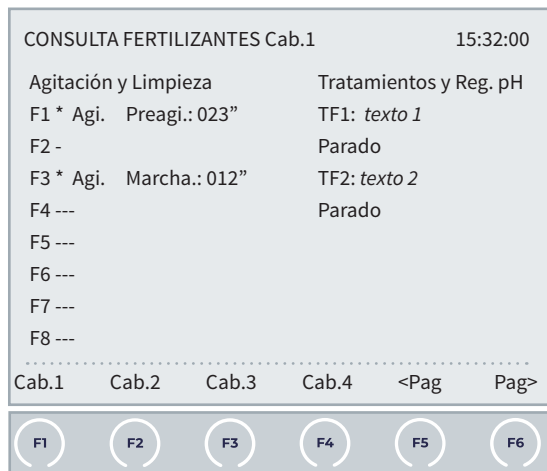 CONSULTA FERTILIZANTES Cab.1 15:32:00
Agitación y Limpieza Tratamientos y Reg. pH
F1 * Agi. Preagi.: 023” TF1: texto 1
F2 - Parado
F3 * Agi. Marcha.: 012” TF2: texto 2
F4 --- Parado
F5 ---
F6 ---
F7 ---
F8 ---
Cab.1 Cab.2 Cab.3 Cab.4 <Pag Pag>
F1 F2 F3 F4 F5 F6